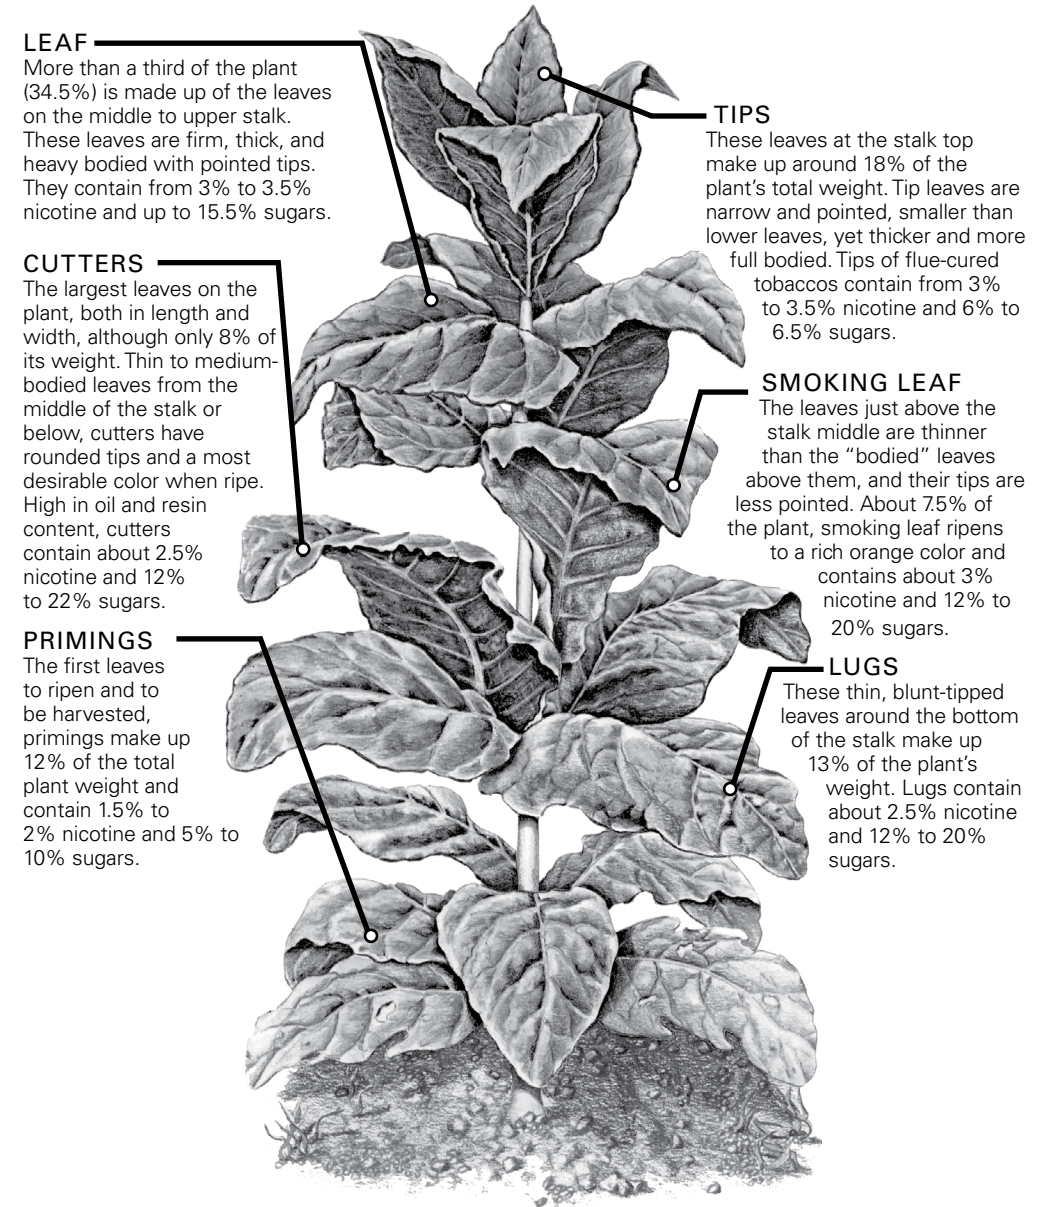 LEAF
More than a third of the plant
(34.5%) is made up of the leaves
on the middle to upper stalk.
These leaves are firm, thick, and
heavy bodied with pointed tips.
They contain from 3% to 3.5%
nicotine and up to 15.5% sugars.
TIPS
These leaves at the stalk top
make up around 18% of the
plant's total weight. Tip leaves are
narrow and pointed, smaller than
lower leaves, yet thicker and more
full bodied. Tips of flue-cured
tobaccos contain from 3%
to 3.5% nicotine and 6% to
6.5% sugars.
CUTTERS
The largest leaves on the
plant, both in length and
width, although only 8% of
its weight. Thin to medium-
bodied leaves from the
middle of the stalk or
below, cutters have
rounded tips and a most
desirable color when ripe.
High in oil and resin
content, cutters
contain about 2.5%
nicotine and 12%
to 22% sugars.
SMOKING LEAF
The leaves just above the
stalk middle are thinner
than the “bodied” leaves
above them, and their tips are
less pointed. About 7.5% of
the plant, smoking leaf ripens
to a rich orange color and
contains about 3%
nicotine and 12% to
20% sugars.
PRIMINGS
The first leaves
to ripen and to
be harvested,
primings make up
12% of the total
plant weight and
contain 1.5% to
2% nicotine and 5% to
10% sugars.
LUGS
These thin, blunt-tipped
leaves around the bottom
of the stalk make up
13% of the plant's
weight. Lugs contain
about 2.5% nicotine
and 12% to 20%
sugars.